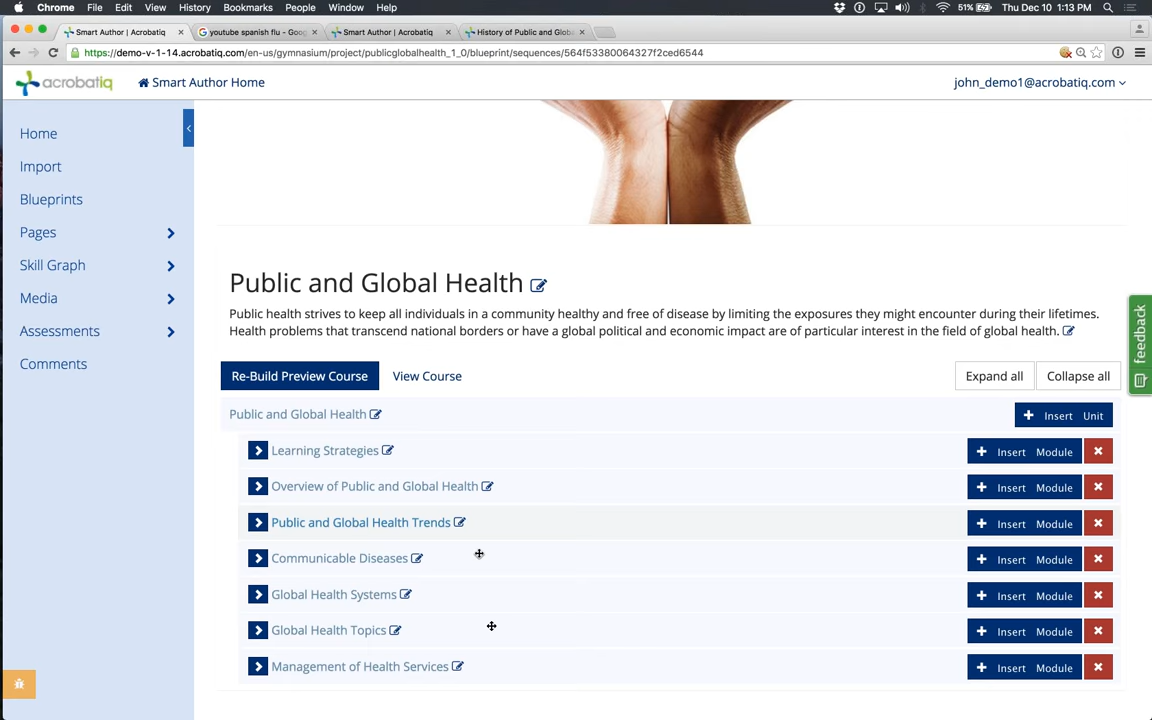 Chrome File Edit View History Bookmarks People Window Help 51% Thu Dec 10 1:13 PM
Smart Author | Acrobatiq × youtube spanish flu - Goog × Smart Author | Acrobatiq × History of Public and Globa ×
https://demo-v-1-14.acrobatiq.com/en-us/gymnasium/project/publicglobalhealth_1_0/blueprint/sequences/564f53380064327f2ced6544
acrobatiq Smart Author Home john_demo1@acrobatiq.com
Home
Import
Blueprints
Pages
Skill Graph
Media
Assessments
Comments
Public and Global Health
Public health strives to keep all individuals in a community healthy and free of disease by limiting the exposures they might encounter during their lifetimes.
Health problems that transcend national borders or have a global political and economic impact are of particular interest in the field of global health.
Re-Build Preview Course View Course Expand all Collapse all
Public and Global Health + Insert Unit
Learning Strategies + Insert Module ×
Overview of Public and Global Health + Insert Module ×
Public and Global Health Trends + Insert Module ×
Communicable Diseases + Insert Module ×
Global Health Systems + Insert Module ×
Global Health Topics + Insert Module ×
Management of Health Services + Insert Module ×
feedback